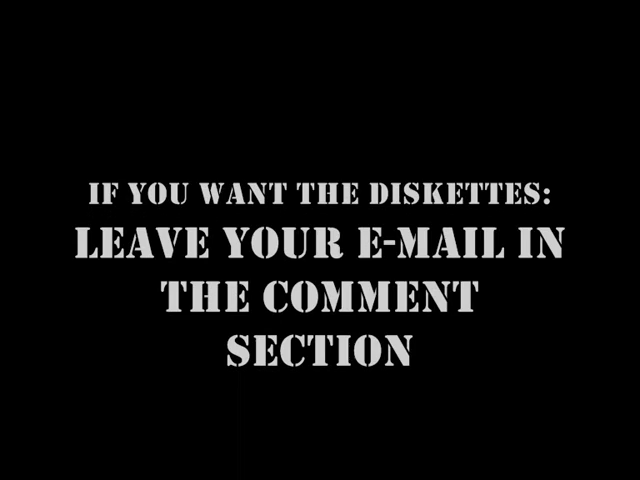 IF YOU WANT THE DISKETTES:
LEAVE YOUR E-MAIL IN
THE COMMENT
SECTION